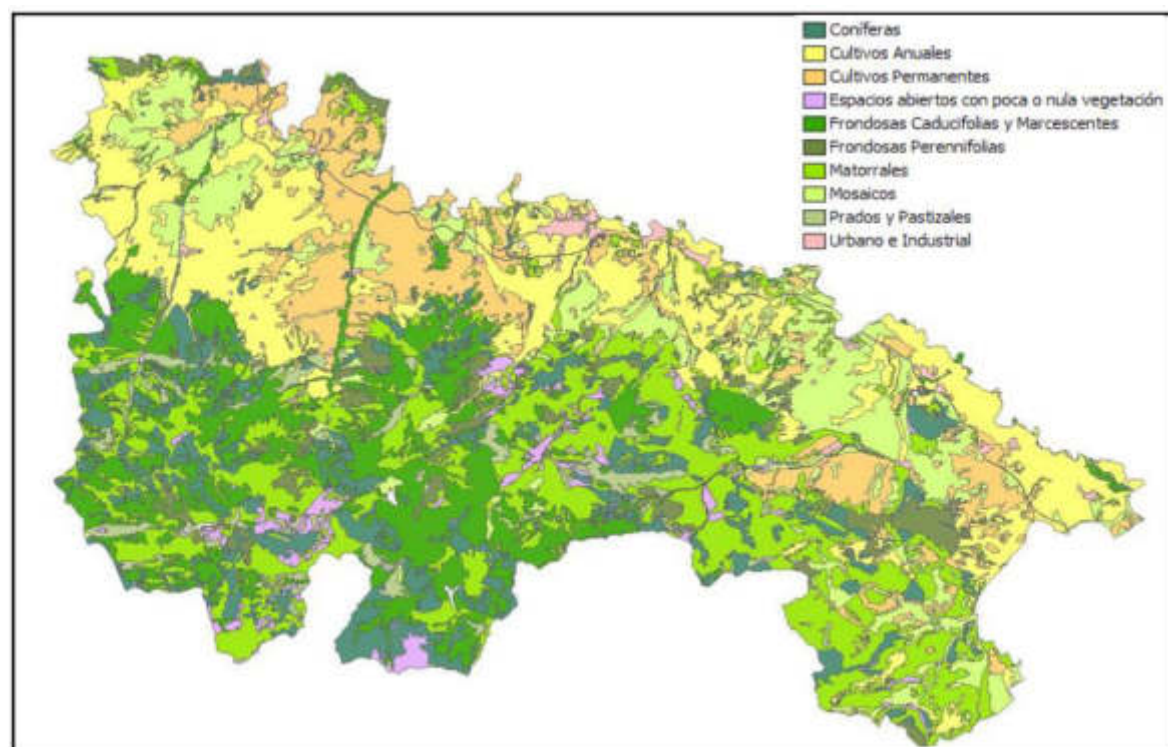 Coníferas
Cultivos Anuales
Cultivos Permanentes
Espacios abiertos con poca o nula vegetación
Frondosas Caducifolias y Marcescentes
Frondosas Perennifolias
Matorrales
Mosaicos
Prados y Pastizales
Urbano e Industrial